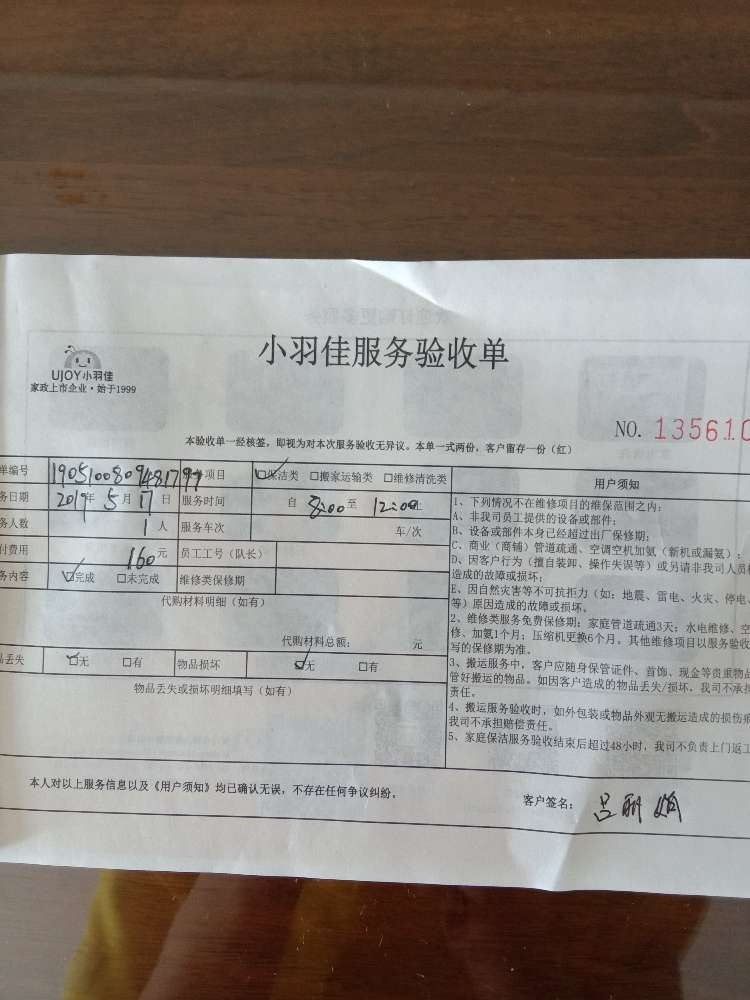 小羽佳服务验收单
UJOY小羽佳
家政上市企业·始于1999
NO. 135610
本验收单一经核签，即视为对本次服务验收无异议。本单一式两份，客户留存一份（红）
单编号 项目 ☑保洁类 □搬家运输类 □维修清洗类
务日期 2019年 5月 17日 服务时间 自 8:00 至 12:00
务人数 1人 服务车次 车/次
付费用 160元 员工工号（队长）
务内容 ☑完成 □未完成 维修类保修期
代购材料明细（如有）
代购材料总额： 元
品丢失 ☑无 □有 物品损坏 ☑无 □有
物品丢失或损坏明细填写（如有）
用户须知
1、下列情况不在维修项目的维保范围之内：
A、非我司员工提供的设备或部件；
B、设备或部件本身已经超过出厂保修期；
C、商业（商铺）管道疏通、空调空机加氨（新机或漏氨）；
D、因客户行为（擅自装卸、操作失误等）或另请非我司人员
造成的故障或损坏；
E、因自然灾害等不可抗拒力（如：地震、雷电、火灾、停电、
等）原因造成的故障或损坏。
2、维修类服务免费保修期：家庭管道疏通3天；水电维修、空
修、加氨1个月；压缩机更换6个月。其他维修项目以服务验收
写的保修期为准。
3、搬运服务中，客户应随身保管证件、首饰、现金等贵重物品
管好搬运的物品。如因客户造成的物品丢失/损坏，我司不承担
责任。
4、搬运服务验收时，如外包装或物品外观无搬运造成的损伤痕
我司不承担赔偿责任。
5、家庭保洁服务验收结束后超过48小时，我司不负责上门返工
本人对以上服务信息以及《用户须知》均已确认无误，不存在任何争议纠纷。
客户签名：吕丽娟